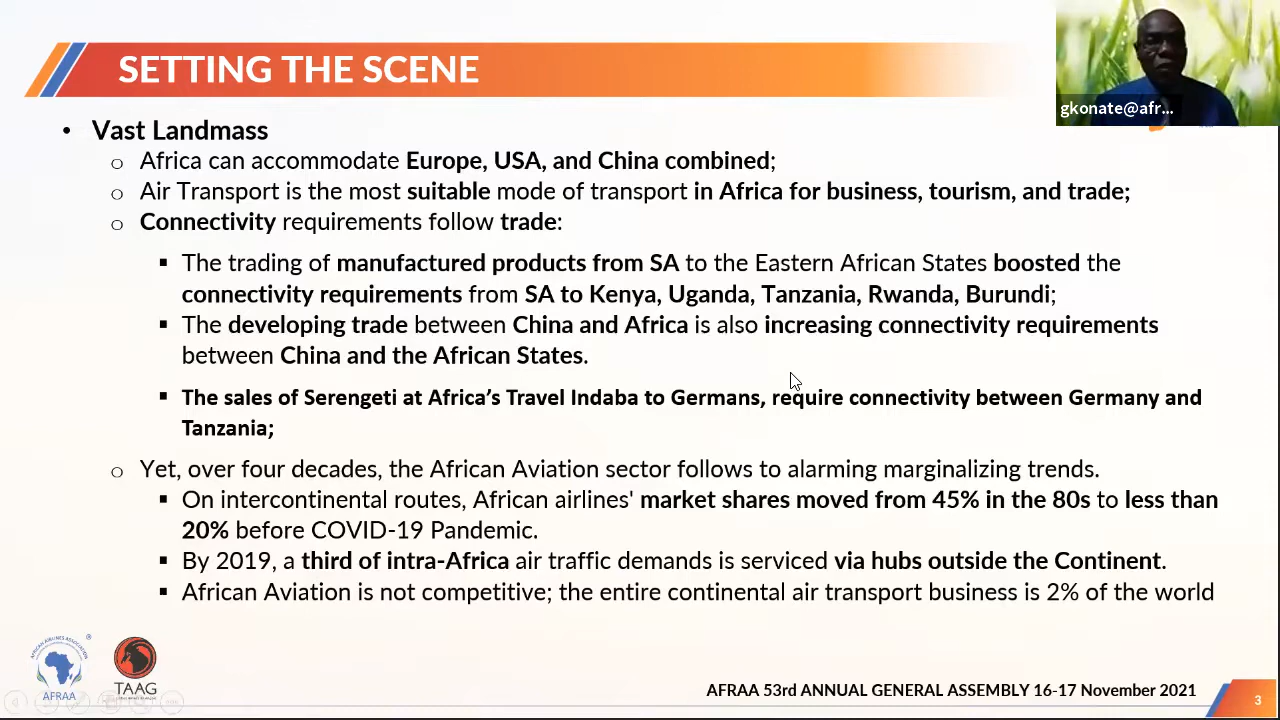 SETTING THE SCENE
gkonate@afr...
• Vast Landmass
o Africa can accommodate Europe, USA, and China combined;
o Air Transport is the most suitable mode of transport in Africa for business, tourism, and trade;
o Connectivity requirements follow trade:
▪ The trading of manufactured products from SA to the Eastern African States boosted the
connectivity requirements from SA to Kenya, Uganda, Tanzania, Rwanda, Burundi;
▪ The developing trade between China and Africa is also increasing connectivity requirements
between China and the African States.
▪ The sales of Serengeti at Africa’s Travel Indaba to Germans, require connectivity between Germany and
Tanzania;
o Yet, over four decades, the African Aviation sector follows to alarming marginalizing trends.
▪ On intercontinental routes, African airlines' market shares moved from 45% in the 80s to less than
20% before COVID-19 Pandemic.
▪ By 2019, a third of intra-Africa air traffic demands is serviced via hubs outside the Continent.
▪ African Aviation is not competitive; the entire continental air transport business is 2% of the world
AFRICAN AIRLINES ASSOCIATION
®
AFRAA
TAAG
AFRAA 53rd ANNUAL GENERAL ASSEMBLY 16-17 November 2021
3